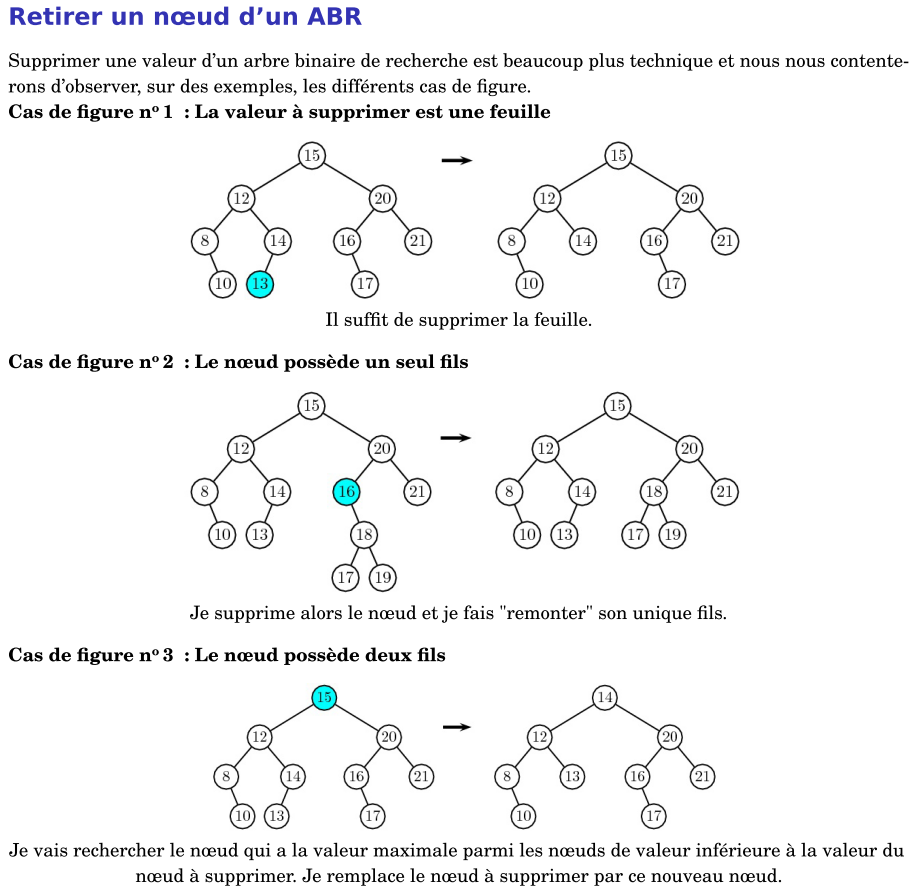 Retirer un nœud d’un ABR
Supprimer une valeur d’un arbre binaire de recherche est beaucoup plus technique et nous nous contente-
rons d’observer, sur des exemples, les différents cas de figure.
Cas de figure nº 1 : La valeur à supprimer est une feuille
15 15
12 20 12 20
8 14 16 21 8 14 16 21
10 13 17 10 17
Il suffit de supprimer la feuille.
Cas de figure nº 2 : Le nœud possède un seul fils
15 15
12 20 12 20
8 14 16 21 8 14 18 21
10 13 18 10 13 17 19
17 19
Je supprime alors le nœud et je fais "remonter" son unique fils.
Cas de figure nº 3 : Le nœud possède deux fils
15 14
12 20 12 20
8 14 16 21 8 13 16 21
10 13 17 10 17
Je vais rechercher le nœud qui a la valeur maximale parmi les nœuds de valeur inférieure à la valeur du
nœud à supprimer. Je remplace le nœud à supprimer par ce nouveau nœud.